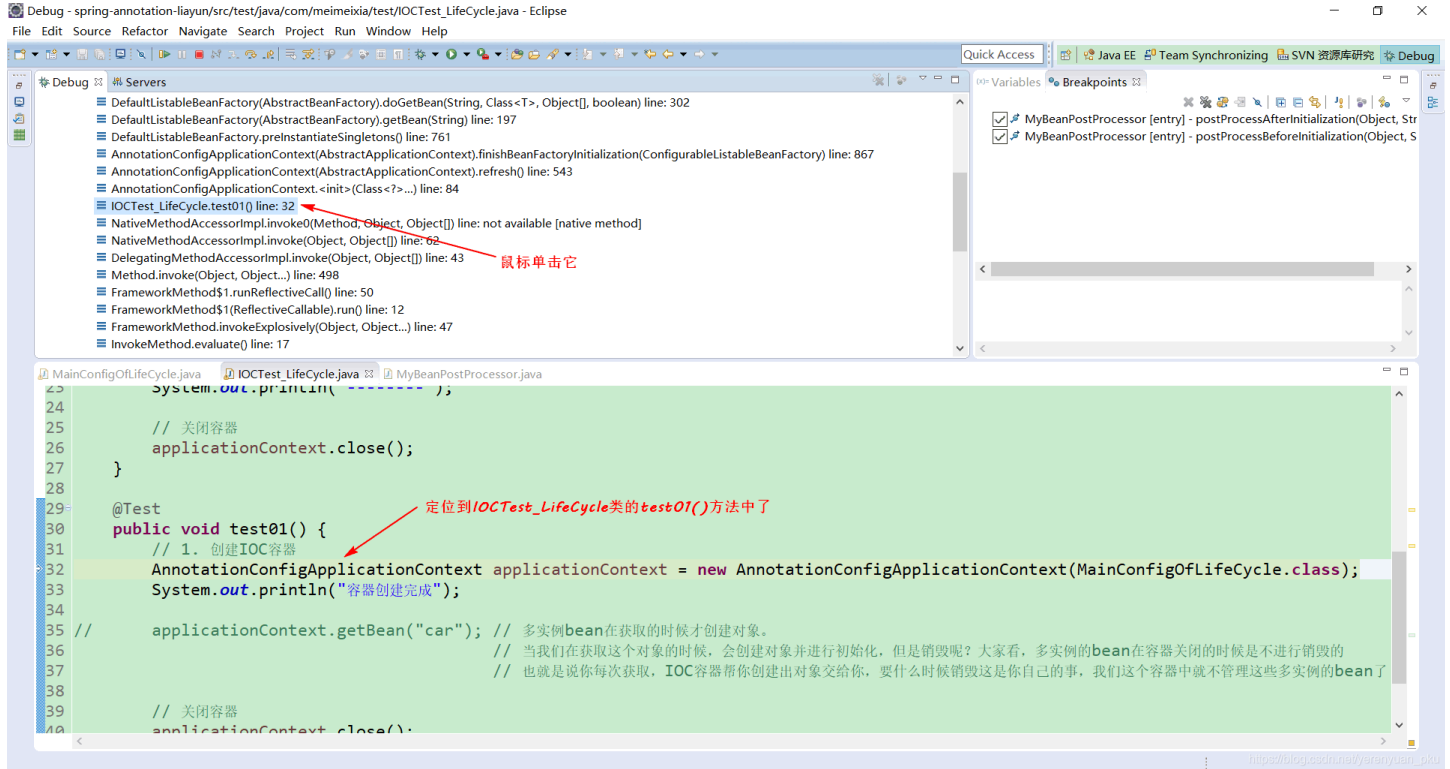 Debug - spring-annotation-liayun/src/test/java/com/meimeixia/test/IOCTest_LifeCycle.java - Eclipse
File Edit Source Refactor Navigate Search Project Run Window Help
Quick Access Java EE Team Synchronizing SVN 资源库研究 Debug
Debug Servers
DefaultListableBeanFactory(AbstractBeanFactory).doGetBean(String, Class<T>, Object[], boolean) line: 302
DefaultListableBeanFactory(AbstractBeanFactory).getBean(String) line: 197
DefaultListableBeanFactory.preInstantiateSingletons() line: 761
AnnotationConfigApplicationContext(AbstractApplicationContext).finishBeanFactoryInitialization(ConfigurableListableBeanFactory) line: 867
AnnotationConfigApplicationContext(AbstractApplicationContext).refresh() line: 543
AnnotationConfigApplicationContext.<init>(Class<?>...) line: 84
IOCTest_LifeCycle.test01() line: 32
NativeMethodAccessorImpl.invoke0(Method, Object, Object[]) line: not available [native method]
NativeMethodAccessorImpl.invoke(Object, Object[]) line: 62
DelegatingMethodAccessorImpl.invoke(Object, Object[]) line: 43
鼠标单击它
Method.invoke(Object, Object...) line: 498
FrameworkMethod$1.runReflectiveCall() line: 50
FrameworkMethod$1(ReflectiveCallable).run() line: 12
FrameworkMethod.invokeExplosively(Object, Object...) line: 47
InvokeMethod.evaluate() line: 17
(x)= Variables Breakpoints
MyBeanPostProcessor [entry] - postProcessAfterInitialization(Object, Str
MyBeanPostProcessor [entry] - postProcessBeforeInitialization(Object, S
MainConfigOfLifeCycle.java IOCTest_LifeCycle.java MyBeanPostProcessor.java
23 System.out.println("--------");
24
25 // 关闭容器
26 applicationContext.close();
27 }
28
29 @Test
定位到IOCTest_LifeCycle类的test01()方法中了
30 public void test01() {
31 // 1. 创建IOC容器
32 AnnotationConfigApplicationContext applicationContext = new AnnotationConfigApplicationContext(MainConfigOfLifeCycle.class);
33 System.out.println("容器创建完成");
34
35 // applicationContext.getBean("car"); // 多实例bean在获取的时候才创建对象。
36 // 当我们在获取这个对象的时候，会创建对象并进行初始化，但是销毁呢？大家看，多实例的bean在容器关闭的时候是不进行销毁的
37 // 也就是说你每次获取，IOC容器帮你创建出对象交给你，要什么时候销毁这是你自己的事，我们这个容器中就不管理这些多实例的bean了
38
39 // 关闭容器
40 applicationContext.close();
https://blog.csdn.net/yerenyuan_pku